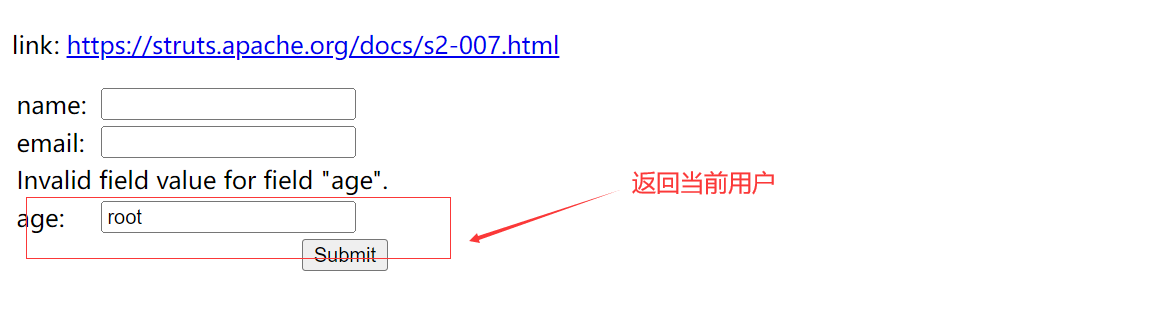 link: https://struts.apache.org/docs/s2-007.html
name:
email:
Invalid field value for field "age".
返回当前用户
age: root
Submit